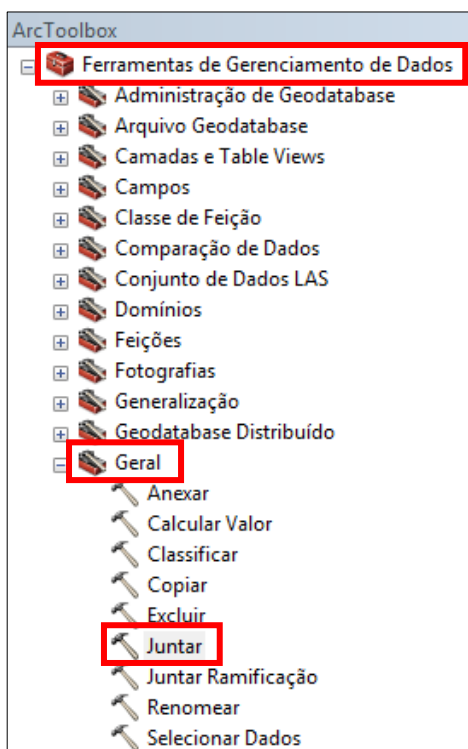 ArcToolbox
Ferramentas de Gerenciamento de Dados
Administração de Geodatabase
Arquivo Geodatabase
Camadas e Table Views
Campos
Classe de Feição
Comparação de Dados
Conjunto de Dados LAS
Domínios
Feições
Fotografias
Generalização
Geodatabase Distribuído
Geral
Anexar
Calcular Valor
Classificar
Copiar
Excluir
Juntar
Juntar Ramificação
Renomear
Selecionar Dados